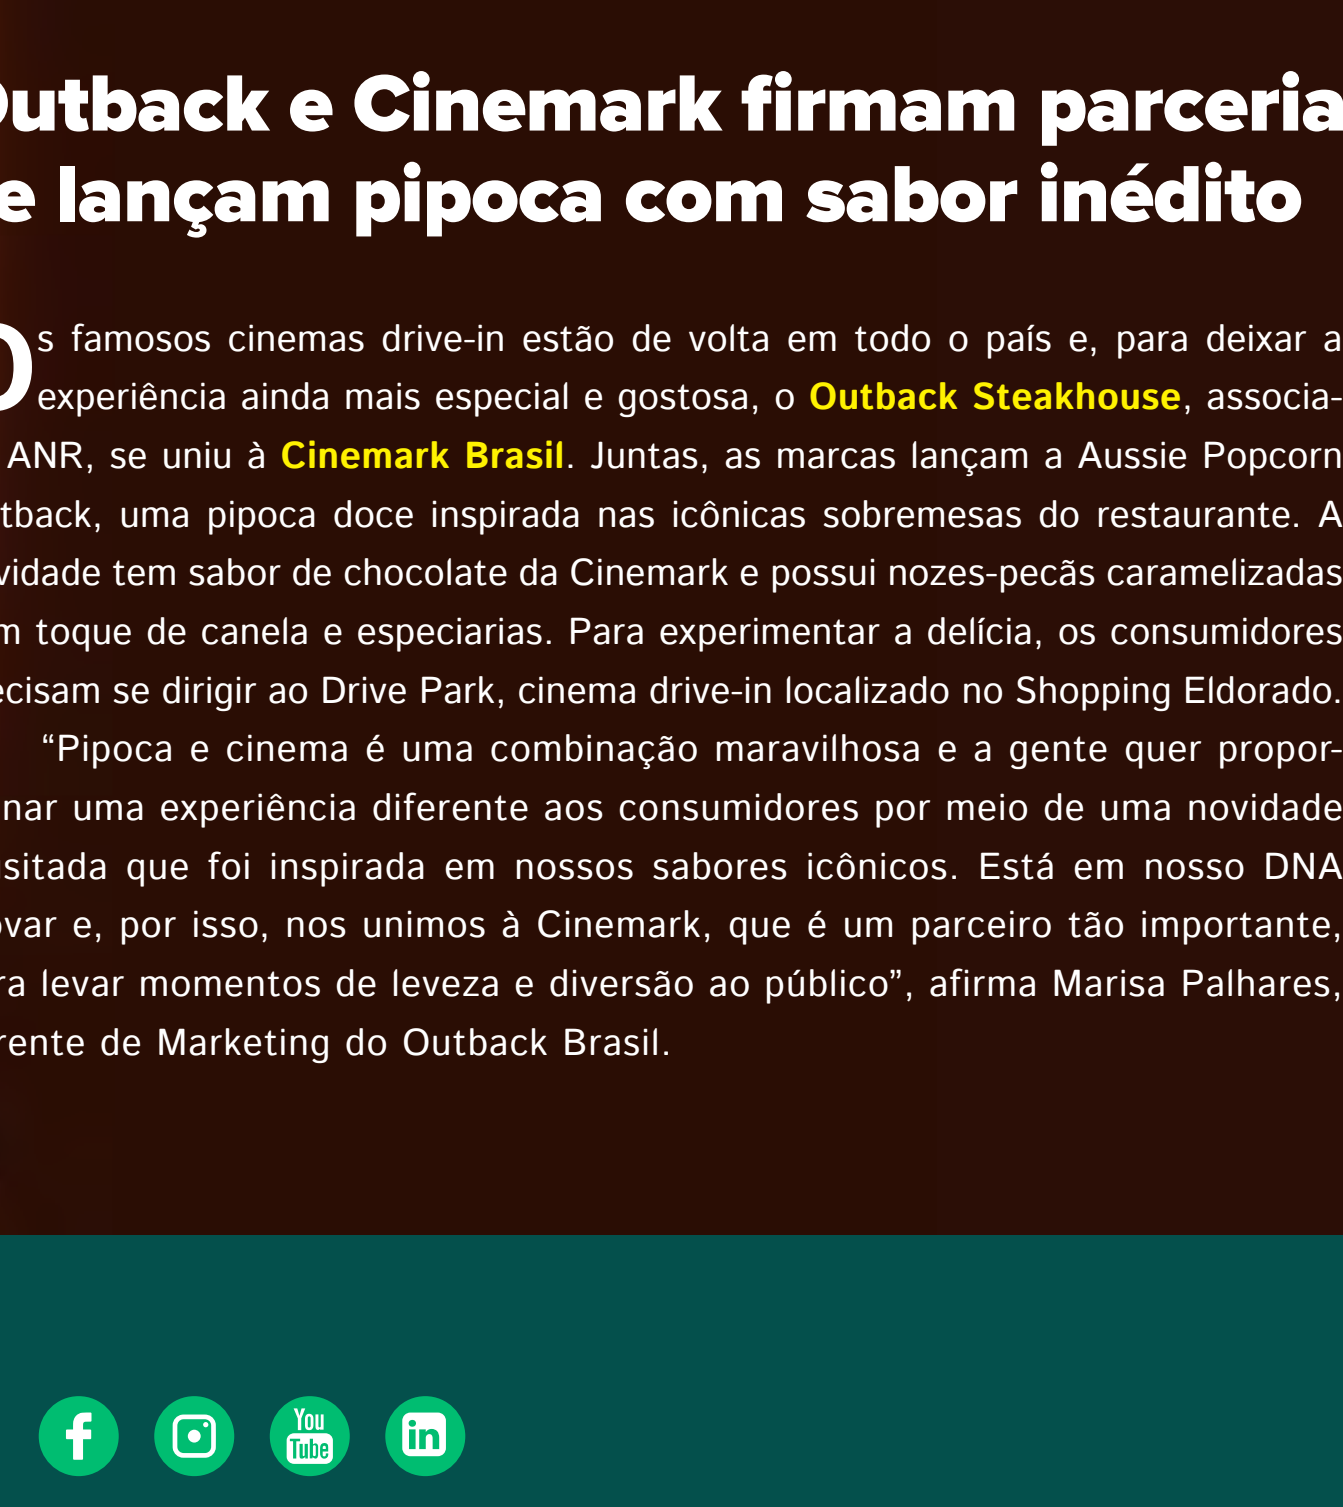 Outback e Cinemark firmam parceria
e lançam pipoca com sabor inédito
Os famosos cinemas drive-in estão de volta em todo o país e, para deixar a
experiência ainda mais especial e gostosa, o Outback Steakhouse, associa-
ANR, se uniu à Cinemark Brasil. Juntas, as marcas lançam a Aussie Popcorn
tback, uma pipoca doce inspirada nas icônicas sobremesas do restaurante. A
vidade tem sabor de chocolate da Cinemark e possui nozes-pecãs caramelizadas
m toque de canela e especiarias. Para experimentar a delícia, os consumidores
ecisam se dirigir ao Drive Park, cinema drive-in localizado no Shopping Eldorado.
“Pipoca e cinema é uma combinação maravilhosa e a gente quer propor-
nar uma experiência diferente aos consumidores por meio de uma novidade
usitada que foi inspirada em nossos sabores icônicos. Está em nosso DNA
ovar e, por isso, nos unimos à Cinemark, que é um parceiro tão importante,
ra levar momentos de leveza e diversão ao público”, afirma Marisa Palhares,
rente de Marketing do Outback Brasil.
f You Tube in